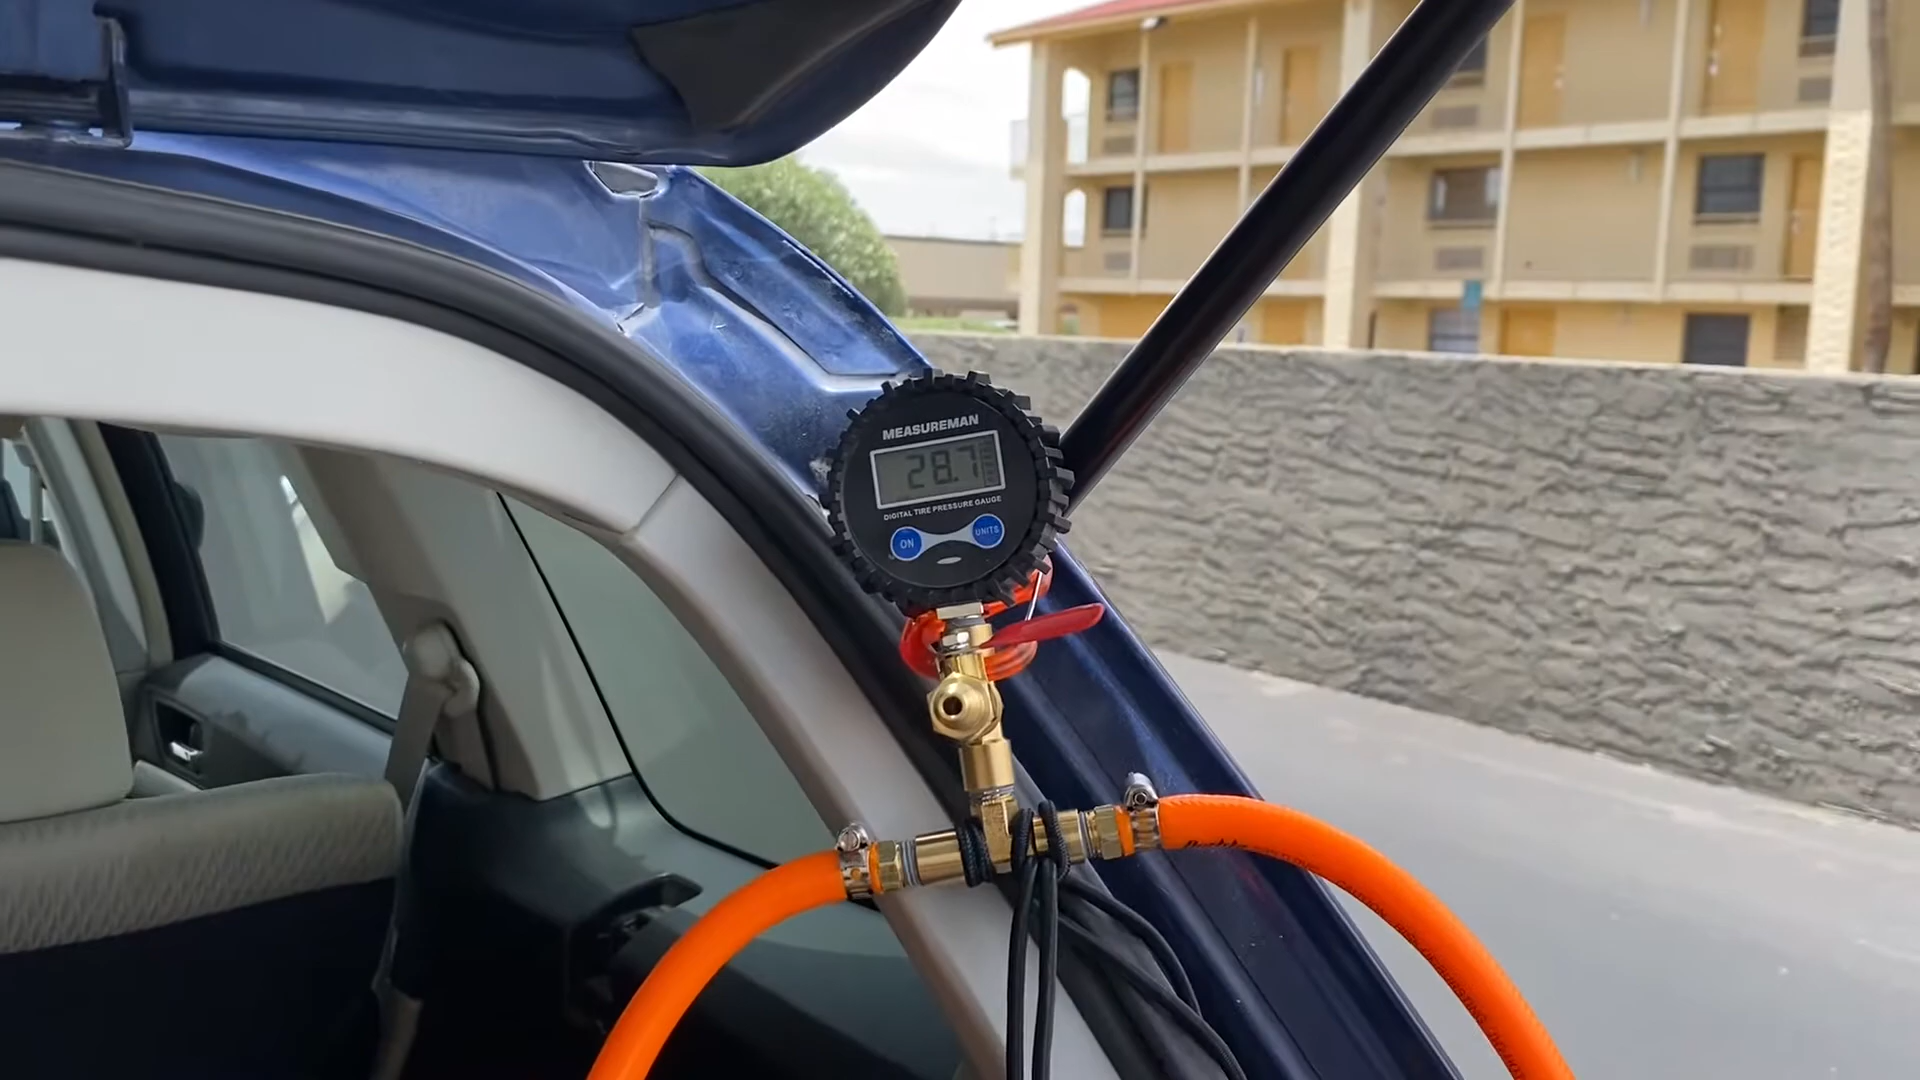 MEASUREMAN
28.7
DIGITAL TIRE PRESSURE GAUGE
ON
UNITS